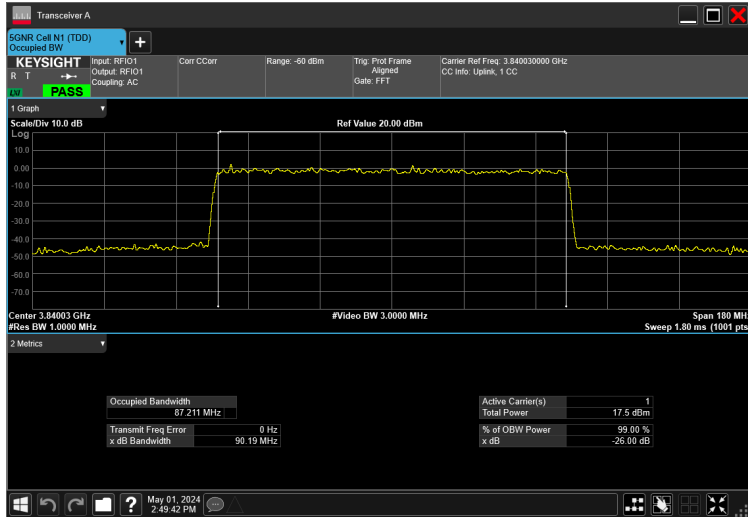 Transceiver A
5GNR Cell N1 (TDD)
Occupied BW
KEYSIGHT
R T
LXI PASS
Input: RFIO1
Output: RFIO1
Coupling: AC
Corr CCorr
Range: -60 dBm
Trig: Prot Frame
Aligned
Gate: FFT
Carrier Ref Freq: 3.840030000 GHz
CC Info: Uplink, 1 CC
1 Graph
Scale/Div 10.0 dB
Ref Value 20.00 dBm
Log
10.0
0.00
-10.0
-20.0
-30.0
-40.0
-50.0
-60.0
-70.0
Center 3.84003 GHz
#Video BW 3.0000 MHz
Span 180 MH
#Res BW 1.0000 MHz
Sweep 1.80 ms (1001 pts
2 Metrics
Occupied Bandwidth
87.211 MHz
Transmit Freq Error 0 Hz
x dB Bandwidth 90.19 MHz
Active Carrier(s) 1
Total Power 17.5 dBm
% of OBW Power 99.00 %
x dB -26.00 dB
?
May 01, 2024
2:49:42 PM